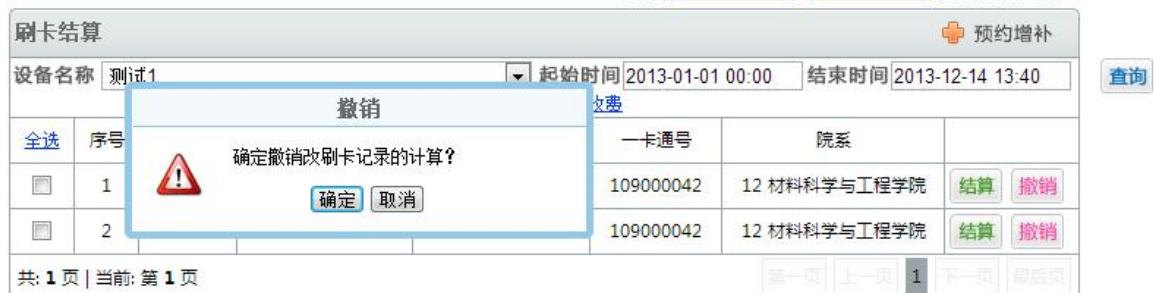 刷卡结算 预约增补
设备名称 测试1 起始时间 2013-01-01 00:00 结束时间 2013-12-14 13:40 查询
收费
撤销
全选 序号 一卡通号 院系
确定撤销改刷卡记录的计算?
确定 取消
1 109000042 12 材料科学与工程学院 结算 撤销
2 109000042 12 材料科学与工程学院 结算 撤销
共: 1 页 | 当前: 第 1 页 第一页 上一页 1 下一页 最后页